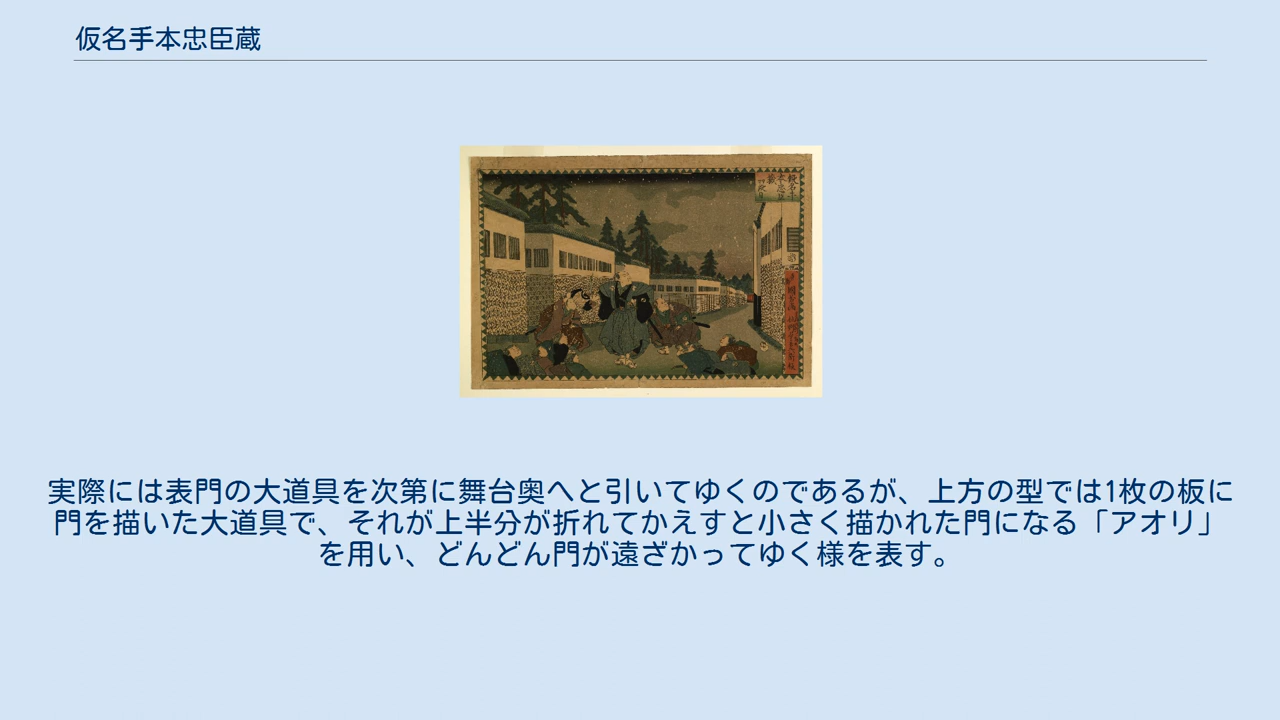 仮名手本忠臣蔵
実際には表門の大道具を次第に舞台奥へと引いてゆくのであるが、上方の型では1枚の板に
門を描いた大道具で、それが上半分が折れてかえすと小さく描かれた門になる「アオリ」
を用い、どんどん門が遠ざかってゆく様を表す。